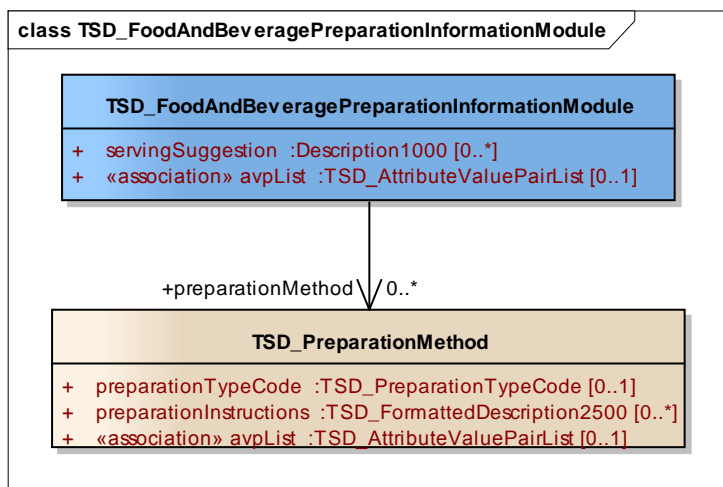 class TSD_FoodAndBeveragePreparationInformationModule
TSD_FoodAndBeveragePreparationInformationModule
+ servingSuggestion :Description1000 [0..*]
+ «association» avpList :TSD_AttributeValuePairList [0..1]
+preparationMethod 0..*
TSD_PreparationMethod
+ preparationTypeCode :TSD_PreparationTypeCode [0..1]
+ preparationInstructions :TSD_FormattedDescription2500 [0..*]
+ «association» avpList :TSD_AttributeValuePairList [0..1]